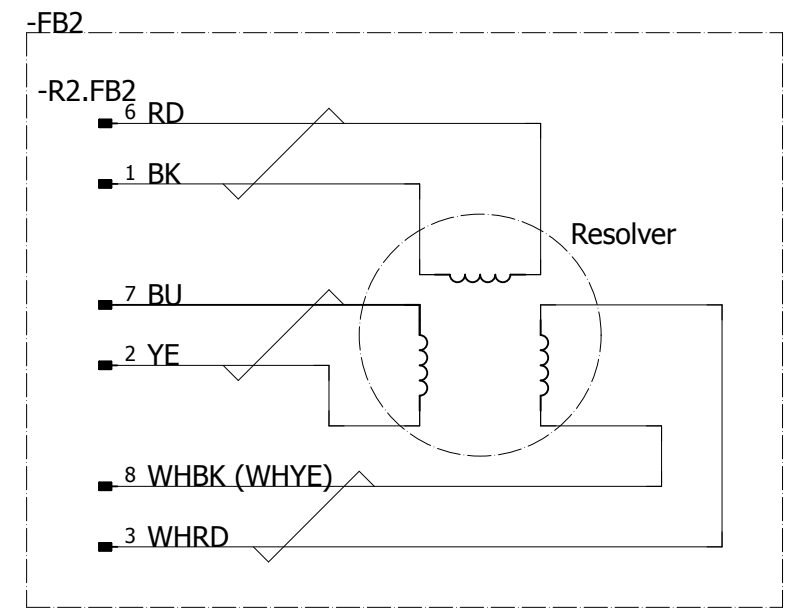 -FB2
-R2.FB2
6 RD
1 BK
Resolver
7 BU
2 YE
8 WHBK (WHYE)
3 WHRD